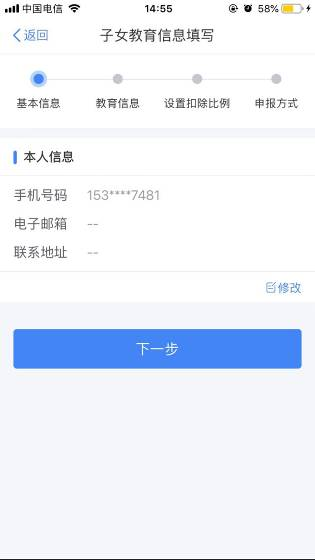 中国电信 14:55 58%
返回 子女教育信息填写
基本信息 教育信息 设置扣除比例 申报方式
本人信息
手机号码 153****7481
电子邮箱 --
联系地址 --
修改
下一步